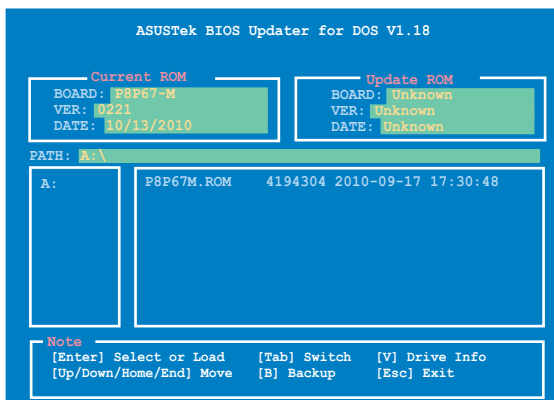 ASUSTek BIOS Updater for DOS V1.18
Current ROM
BOARD: P8P67-M
VER: 0221
DATE: 10/13/2010
Update ROM
BOARD: Unknown
VER: Unknown
DATE: Unknown
PATH: A:\
A:
P8P67M.ROM 4194304 2010-09-17 17:30:48
Note
[Enter] Select or Load [Tab] Switch [V] Drive Info
[Up/Down/Home/End] Move [B] Backup [Esc] Exit